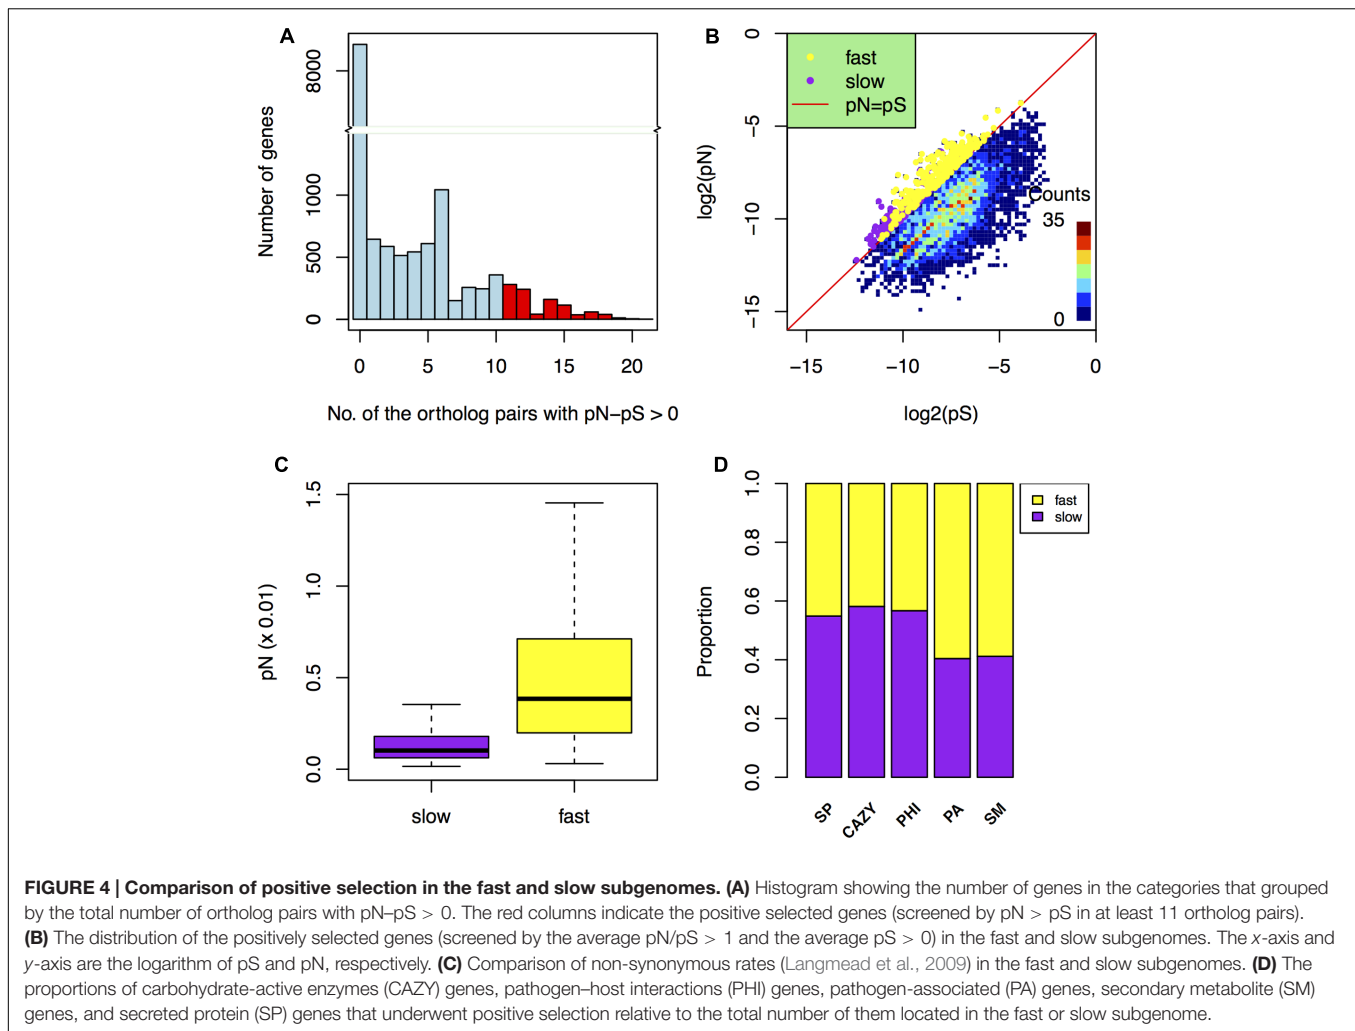 A
Number of genes
8000
1000
500
0
0 5 10 15 20
No. of the ortholog pairs with pN−pS > 0
B
fast
slow
pN=pS
log2(pN)
0
−5
−10
−15
Counts
35
0
−15 −10 −5 0
log2(pS)
C
pN (x 0.01)
1.5
1.0
0.5
0.0
slow fast
D
Proportion
1.0
0.8
0.6
0.4
0.2
0.0
fast
slow
SP CAZY PHI PA SM
FIGURE 4 | Comparison of positive selection in the fast and slow subgenomes. (A) Histogram showing the number of genes in the categories that grouped
by the total number of ortholog pairs with pN–pS > 0. The red columns indicate the positive selected genes (screened by pN > pS in at least 11 ortholog pairs).
(B) The distribution of the positively selected genes (screened by the average pN/pS > 1 and the average pS > 0) in the fast and slow subgenomes. The x-axis and
y-axis are the logarithm of pS and pN, respectively. (C) Comparison of non-synonymous rates (Langmead et al., 2009) in the fast and slow subgenomes. (D) The
proportions of carbohydrate-active enzymes (CAZY) genes, pathogen–host interactions (PHI) genes, pathogen-associated (PA) genes, secondary metabolite (SM)
genes, and secreted protein (SP) genes that underwent positive selection relative to the total number of them located in the fast or slow subgenome.